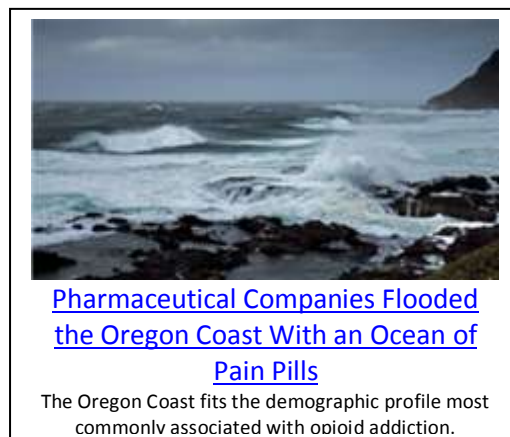 Pharmaceutical Companies Flooded
the Oregon Coast With an Ocean of
Pain Pills
The Oregon Coast fits the demographic profile most
commonly associated with opioid addiction.